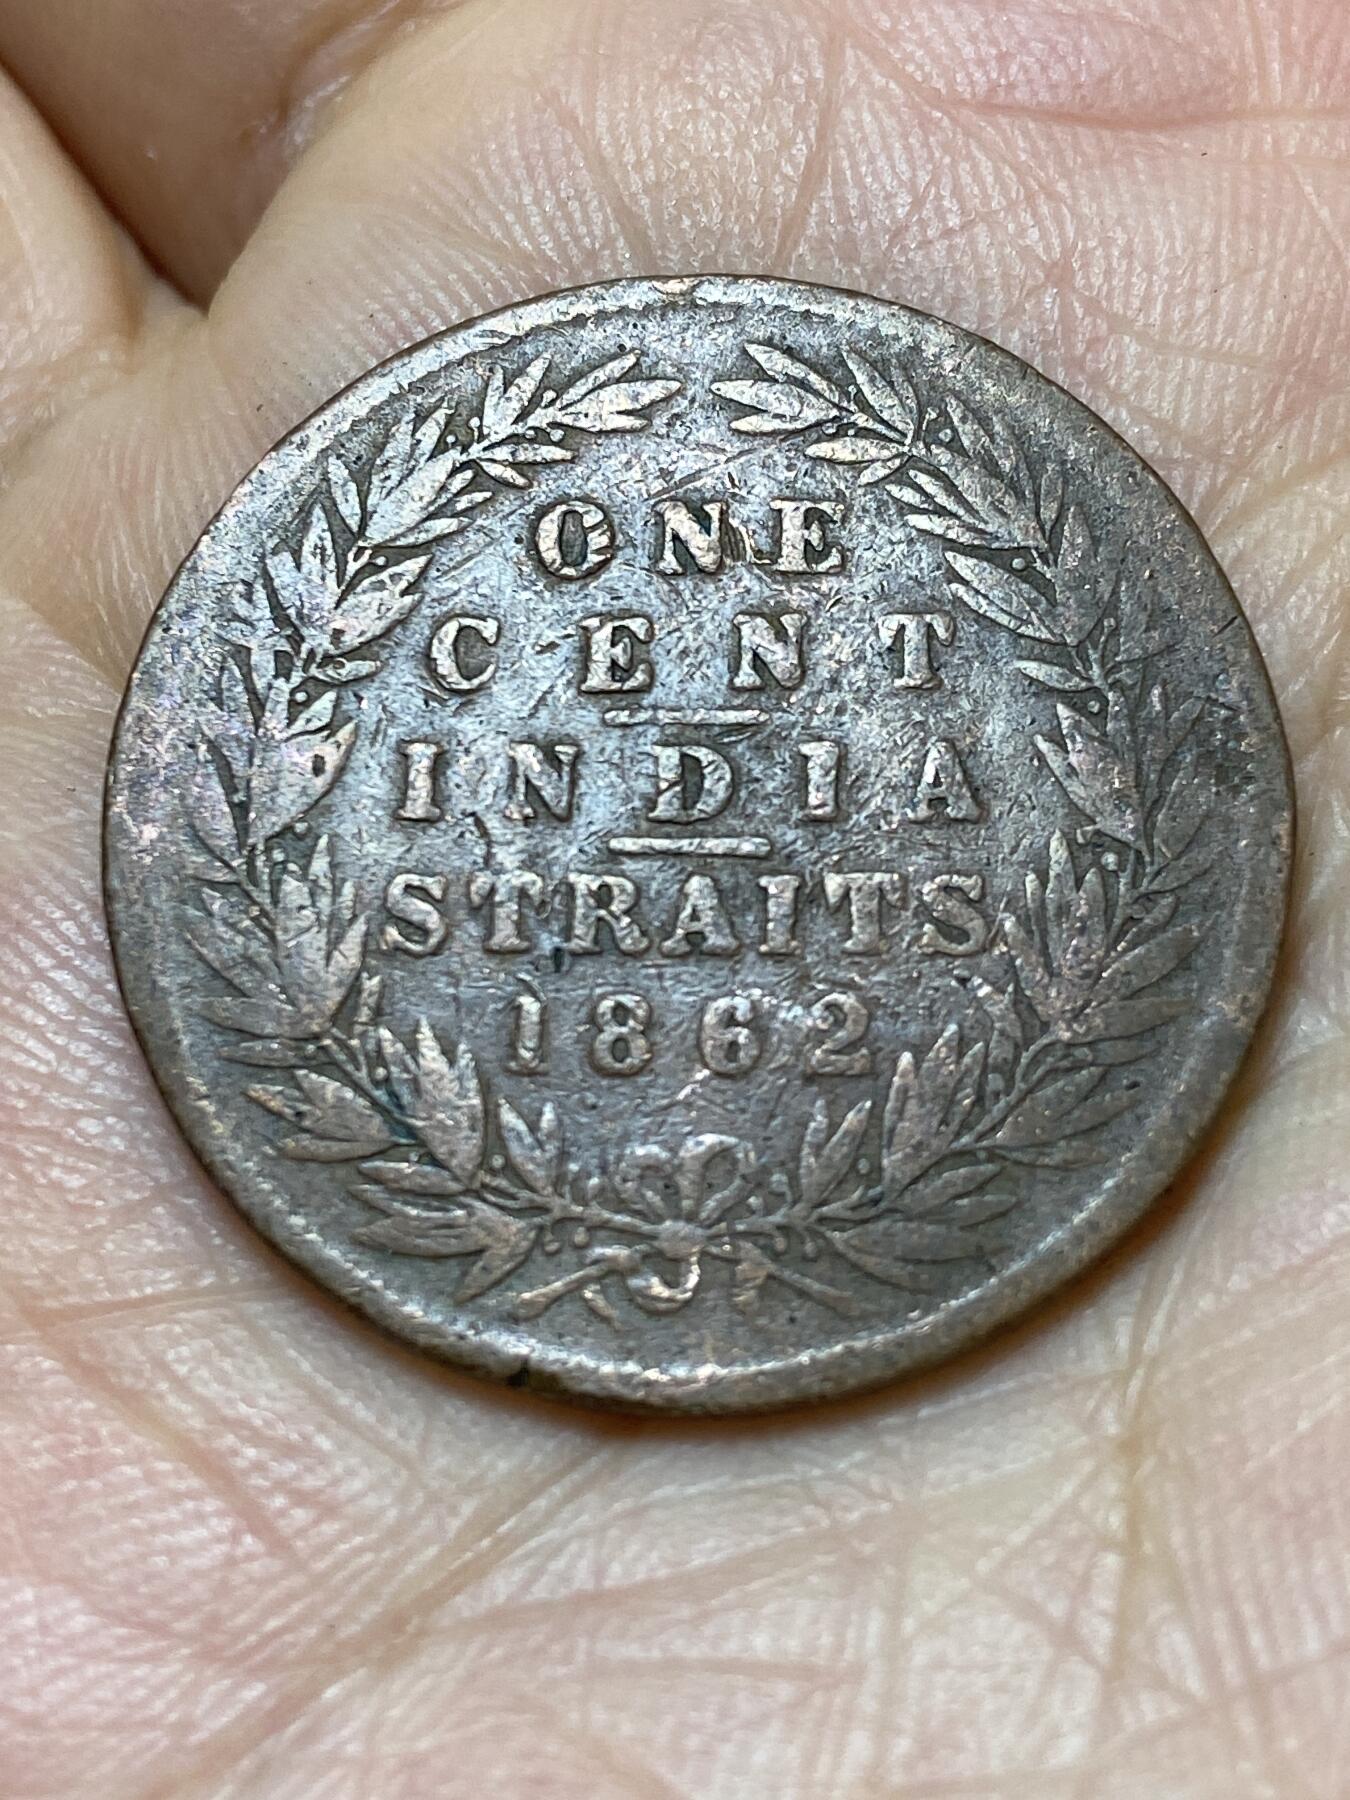 ONE
CENT
INDIA
STRAITS
1862